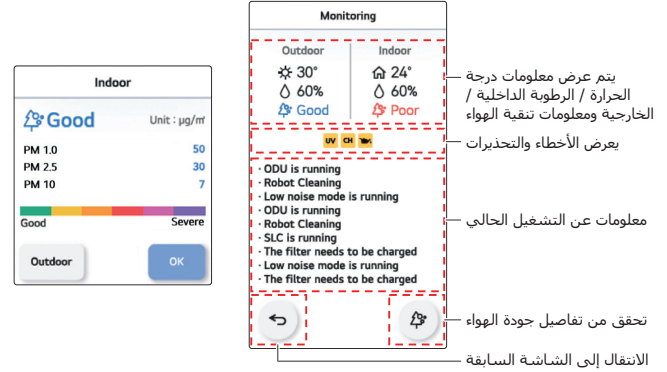 Indoor
Good
Unit : µg/㎥
PM 1.0 50
PM 2.5 30
PM 10 7
Good Severe
Outdoor OK
Monitoring
Outdoor Indoor
30° 24°
60% 60%
Good Poor
UV CH
· ODU is running
· Robot Cleaning
· Low noise mode is running
· ODU is running
· Robot Cleaning
· SLC is running
· The filter needs to be charged
· Low noise mode is running
· The filter needs to be charged
يتم عرض معلومات درجة
الحرارة / الرطوبة الداخلية /
الخارجية ومعلومات تنقية الهواء
يعرض الأخطاء والتحذيرات
معلومات عن التشغيل الحالي
تحقق من تفاصيل جودة الهواء
الانتقال إلى الشاشة السابقة